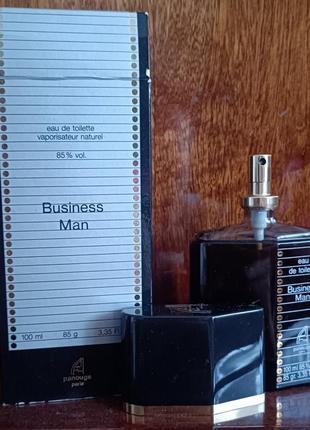 eau de toilette
vaporisateur naturel
85% vol.
Business
Man
100 ml 85 g 3,35 Fl
panouge
paris
eau
de toilette
Business
Man
100 ml 85
85 g. 3,35